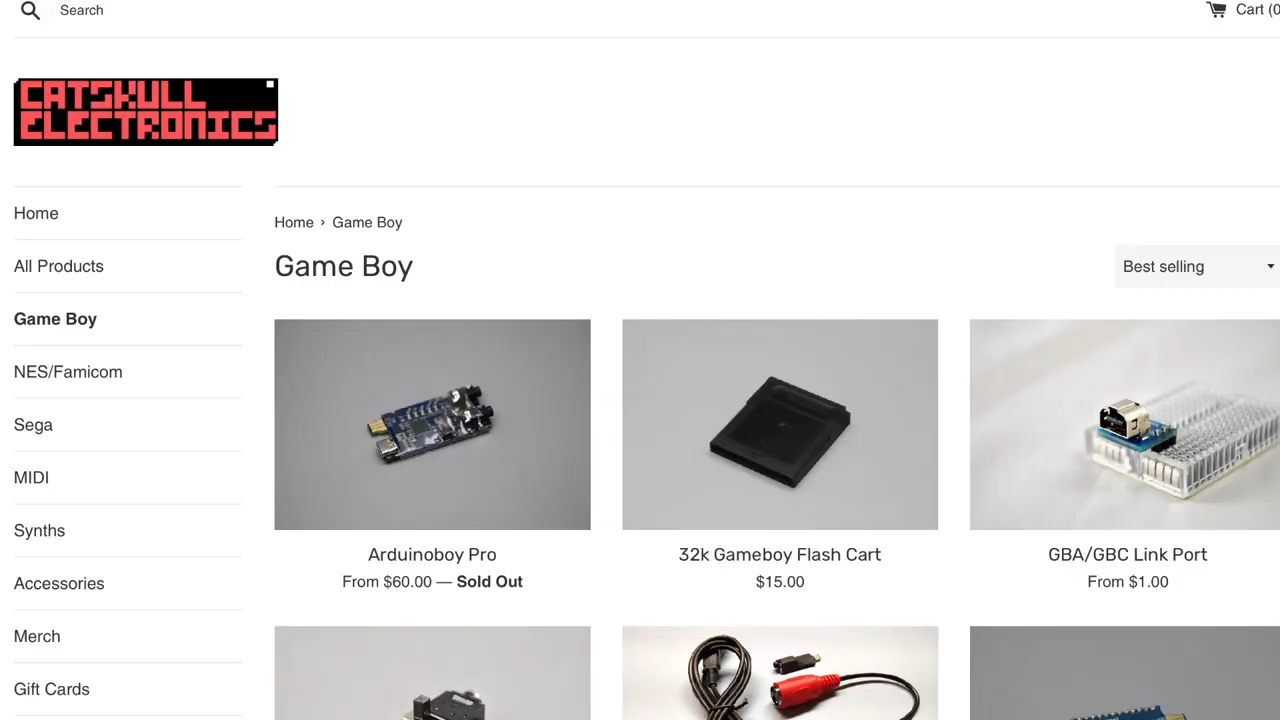 Search
Cart (0
CATSKULL
ELECTRONICS
Home
All Products
Game Boy
NES/Famicom
Sega
MIDI
Synths
Accessories
Merch
Gift Cards
Home › Game Boy
Game Boy
Best selling
Arduinoboy Pro
From $60.00 — Sold Out
32k Gameboy Flash Cart
$15.00
GBA/GBC Link Port
From $1.00